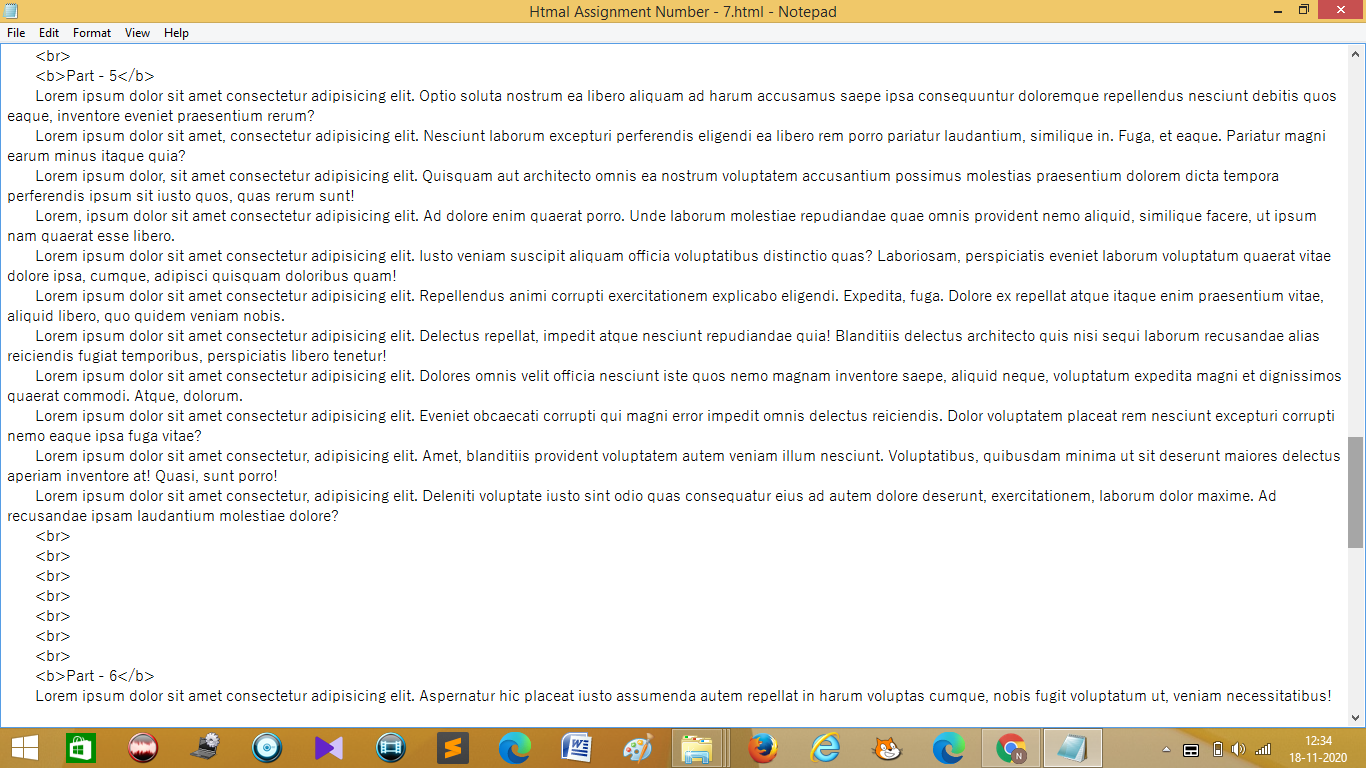 Htmal Assignment Number - 7.html - Notepad
File Edit Format View Help
<br>
<b>Part - 5</b>
Lorem ipsum dolor sit amet consectetur adipisicing elit. Optio soluta nostrum ea libero aliquam ad harum accusamus saepe ipsa consequuntur doloremque repellendus nesciunt debitis quos
eaque, inventore eveniet praesentium rerum?
Lorem ipsum dolor sit amet, consectetur adipisicing elit. Nesciunt laborum excepturi perferendis eligendi ea libero rem porro pariatur laudantium, similique in. Fuga, et eaque. Pariatur magni
earum minus itaque quia?
Lorem ipsum dolor, sit amet consectetur adipisicing elit. Quisquam aut architecto omnis ea nostrum voluptatem accusantium possimus molestias praesentium dolorem dicta tempora
perferendis ipsum sit iusto quos, quas rerum sunt!
Lorem, ipsum dolor sit amet consectetur adipisicing elit. Ad dolore enim quaerat porro. Unde laborum molestiae repudiandae quae omnis provident nemo aliquid, similique facere, ut ipsum
nam quaerat esse libero.
Lorem ipsum dolor sit amet consectetur adipisicing elit. Iusto veniam suscipit aliquam officia voluptatibus distinctio quas? Laboriosam, perspiciatis eveniet laborum voluptatum quaerat vitae
dolore ipsa, cumque, adipisci quisquam doloribus quam!
Lorem ipsum dolor sit amet consectetur adipisicing elit. Repellendus animi corrupti exercitationem explicabo eligendi. Expedita, fuga. Dolore ex repellat atque itaque enim praesentium vitae,
aliquid libero, quo quidem veniam nobis.
Lorem ipsum dolor sit amet consectetur adipisicing elit. Delectus repellat, impedit atque nesciunt repudiandae quia! Blanditiis delectus architecto quis nisi sequi laborum recusandae alias
reiciendis fugiat temporibus, perspiciatis libero tenetur!
Lorem ipsum dolor sit amet consectetur adipisicing elit. Dolores omnis velit officia nesciunt iste quos nemo magnam inventore saepe, aliquid neque, voluptatum expedita magni et dignissimos
quaerat commodi. Atque, dolorum.
Lorem ipsum dolor sit amet consectetur adipisicing elit. Eveniet obcaecati corrupti qui magni error impedit omnis delectus reiciendis. Dolor voluptatem placeat rem nesciunt excepturi corrupti
nemo eaque ipsa fuga vitae?
Lorem ipsum dolor sit amet consectetur, adipisicing elit. Amet, blanditiis provident voluptatem autem veniam illum nesciunt. Voluptatibus, quibusdam minima ut sit deserunt maiores delectus
aperiam inventore at! Quasi, sunt porro!
Lorem ipsum dolor sit amet consectetur, adipisicing elit. Deleniti voluptate iusto sint odio quas consequatur eius ad autem dolore deserunt, exercitationem, laborum dolor maxime. Ad
recusandae ipsam laudantium molestiae dolore?
<br>
<br>
<br>
<br>
<br>
<br>
<br>
<b>Part - 6</b>
Lorem ipsum dolor sit amet consectetur adipisicing elit. Aspernatur hic placeat iusto assumenda autem repellat in harum voluptas cumque, nobis fugit voluptatum ut, veniam necessitatibus!
12:34
18-11-2020